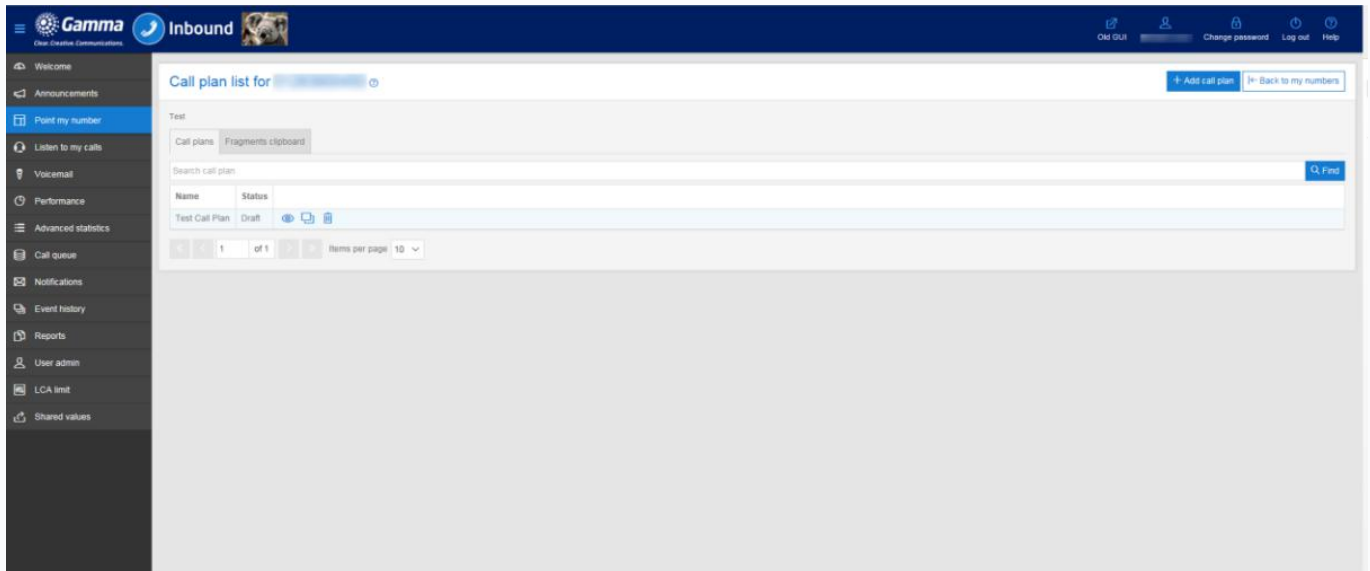 Gamma
Clear. Creative. Communications.
Inbound
Old GUI
Change password
Log out
Help
Welcome
Announcements
Point my number
Listen to my calls
Voicemail
Performance
Advanced statistics
Call queue
Notifications
Event history
Reports
User admin
LCA limit
Shared values
Call plan list for
+ Add call plan
Back to my numbers
Test
Call plans Fragments clipboard
Search call plan
Find
Name Status
Test Call Plan Draft
1 of 1 Items per page 10